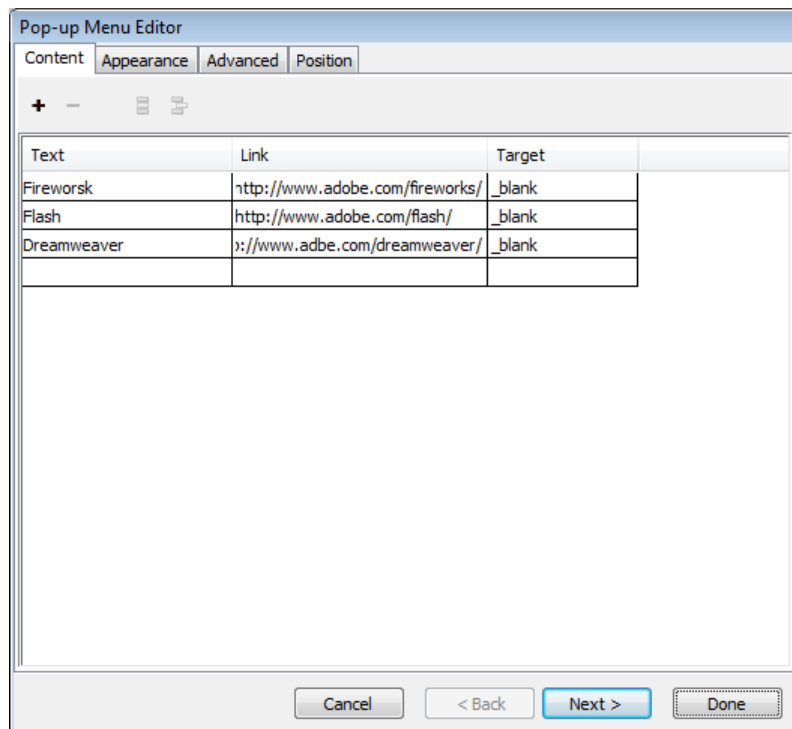 Pop-up Menu Editor
Content Appearance Advanced Position
Text Link Target
Fireworsk http://www.adobe.com/fireworks/ _blank
Flash http://www.adobe.com/flash/ _blank
Dreamweaver ://www.adbe.com/dreamweaver/ _blank
Cancel < Back Next > Done